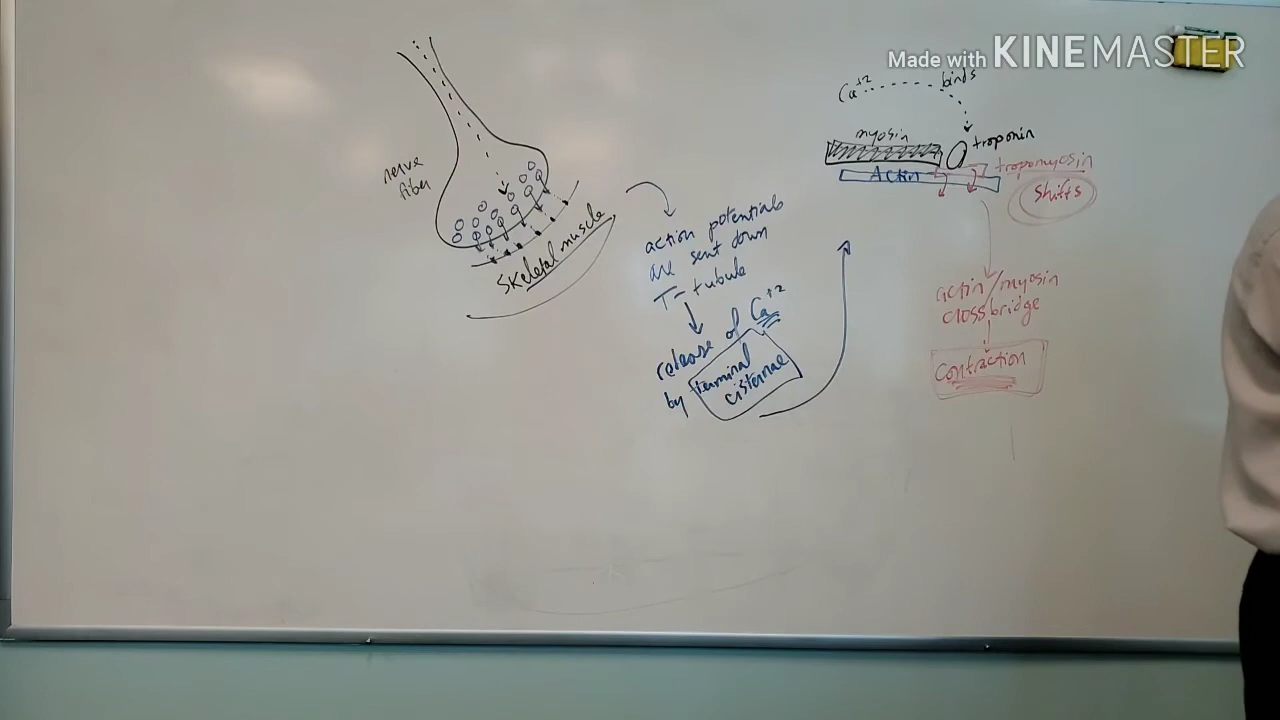 Made with KINEMASTER
nerve
fiber
Skeletal muscle
action potentials
are sent down
T-tubule
release of Ca+2
by terminal
cisternae
Ca+2 binds
myosin
troponin
tropomyosin
Actin
Shifts
actin/myosin
crossbridge
Contraction